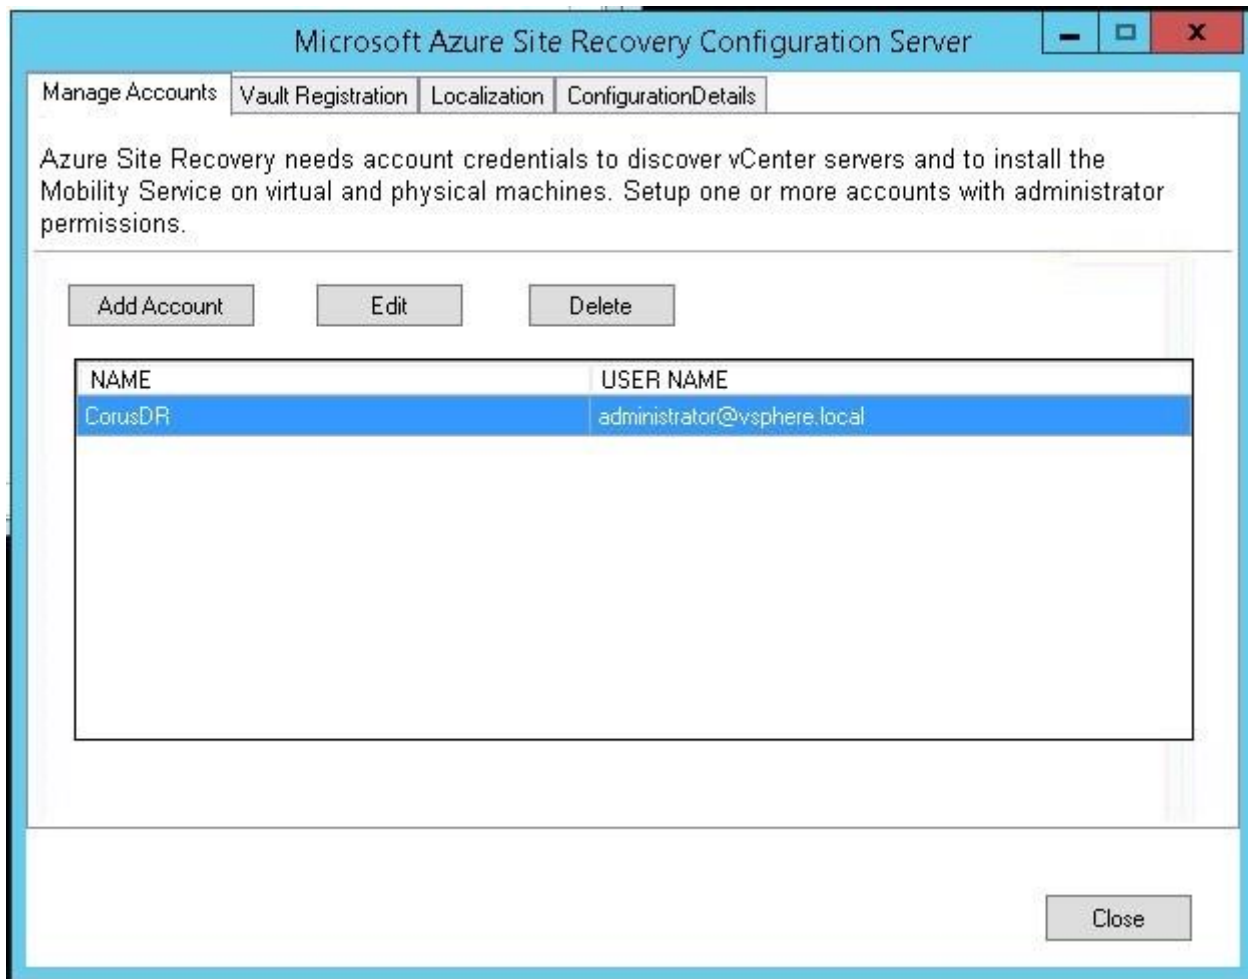 Microsoft Azure Site Recovery Configuration Server
Manage Accounts Vault Registration Localization ConfigurationDetails
Azure Site Recovery needs account credentials to discover vCenter servers and to install the
Mobility Service on virtual and physical machines. Setup one or more accounts with administrator
permissions.
Add Account Edit Delete
NAME USER NAME
CorusDR administrator@vsphere.local
Close